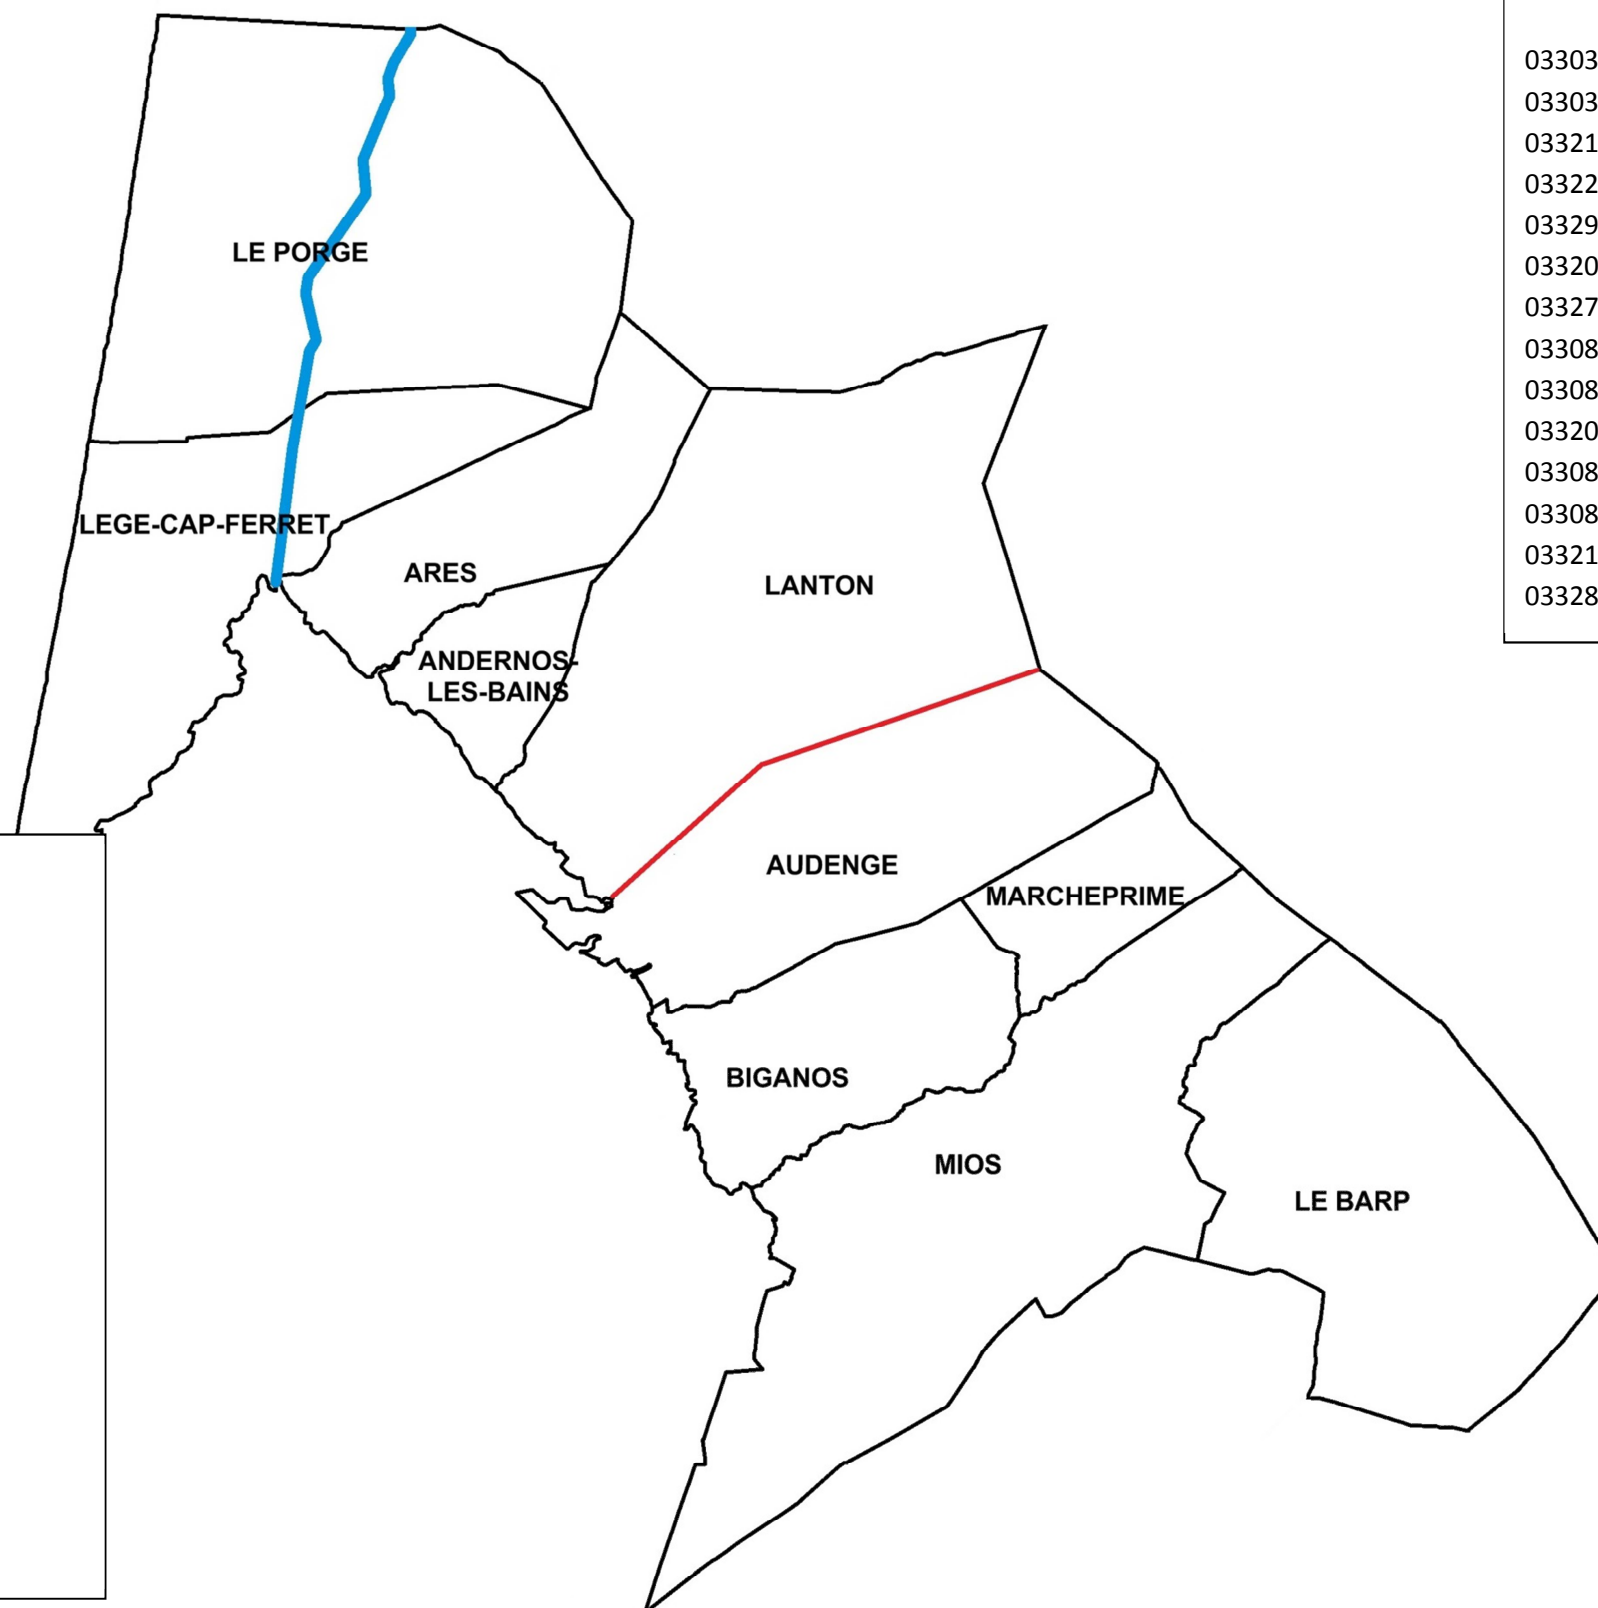 LE PORGE
LEGE-CAP-FERRET
ARES
LANTON
ANDERNOS-
LES-BAINS
AUDENGE
MARCHEPRIME
BIGANOS
MIOS
LE BARP
03303
03303
03321
03322
03329
03320
03327
03308
03308
03320
03308
03308
03321
03328